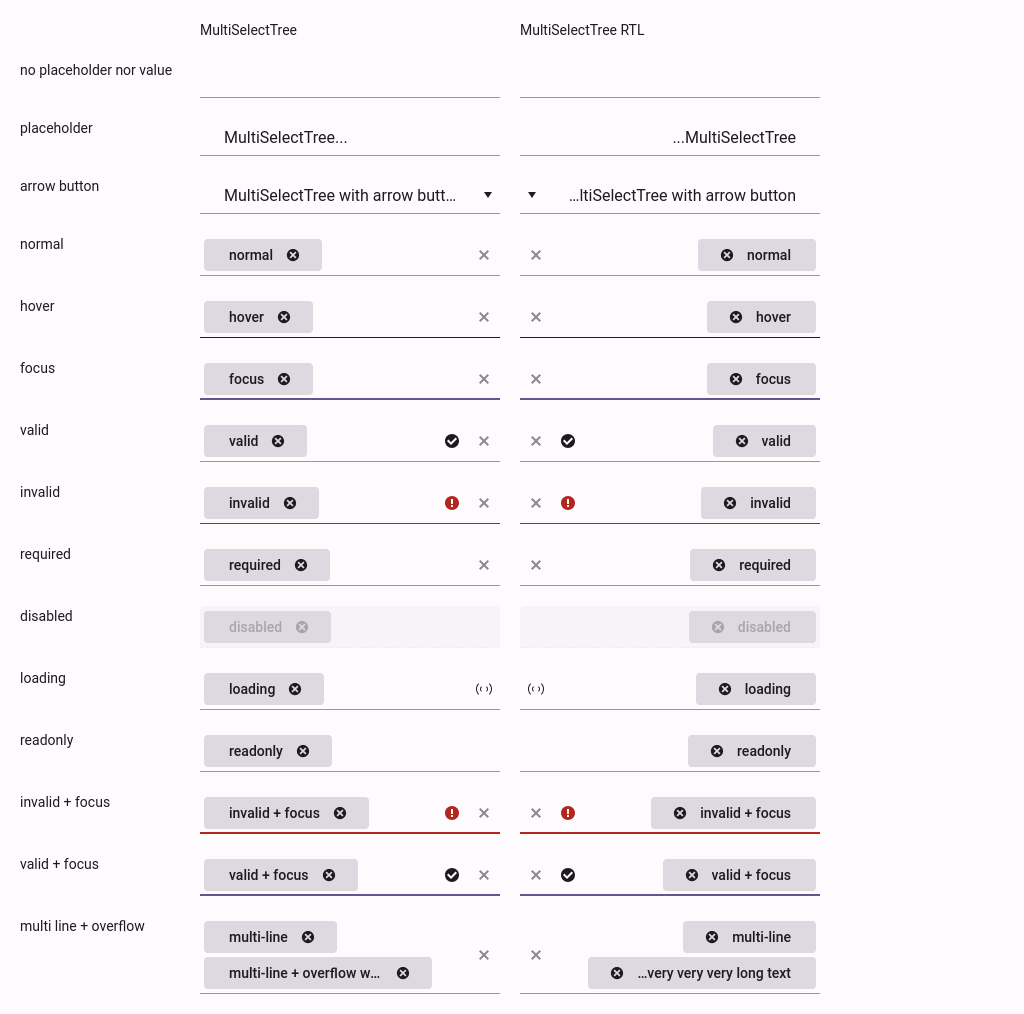 MultiSelectTree MultiSelectTree RTL
no placeholder nor value
placeholder MultiSelectTree... ...MultiSelectTree
arrow button MultiSelectTree with arrow butt... ...ltiSelectTree with arrow button
normal normal normal
hover hover hover
focus focus focus
valid valid valid
invalid invalid invalid
required required required
disabled disabled disabled
loading loading loading
readonly readonly readonly
invalid + focus invalid + focus invalid + focus
valid + focus valid + focus valid + focus
multi line + overflow multi-line multi-line
multi-line + overflow w... ...very very very long text